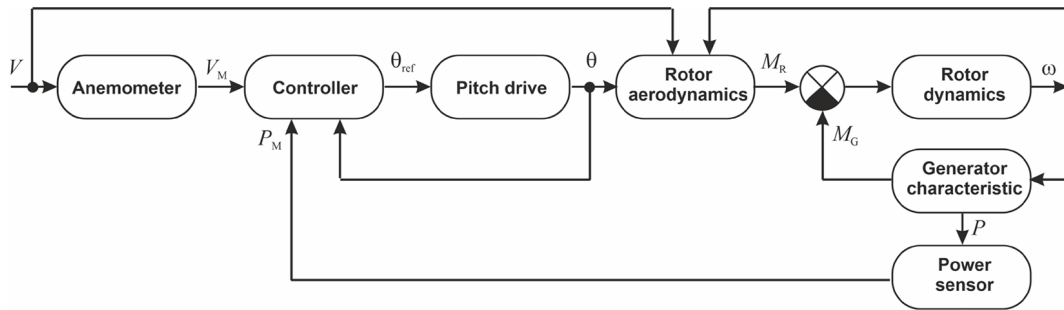 V
Anemometer
V_M
Controller
θ_ref
Pitch drive
θ
Rotor
aerodynamics
M_R
Rotor
dynamics
ω
P_M
M_G
Generator
characteristic
P
Power
sensor